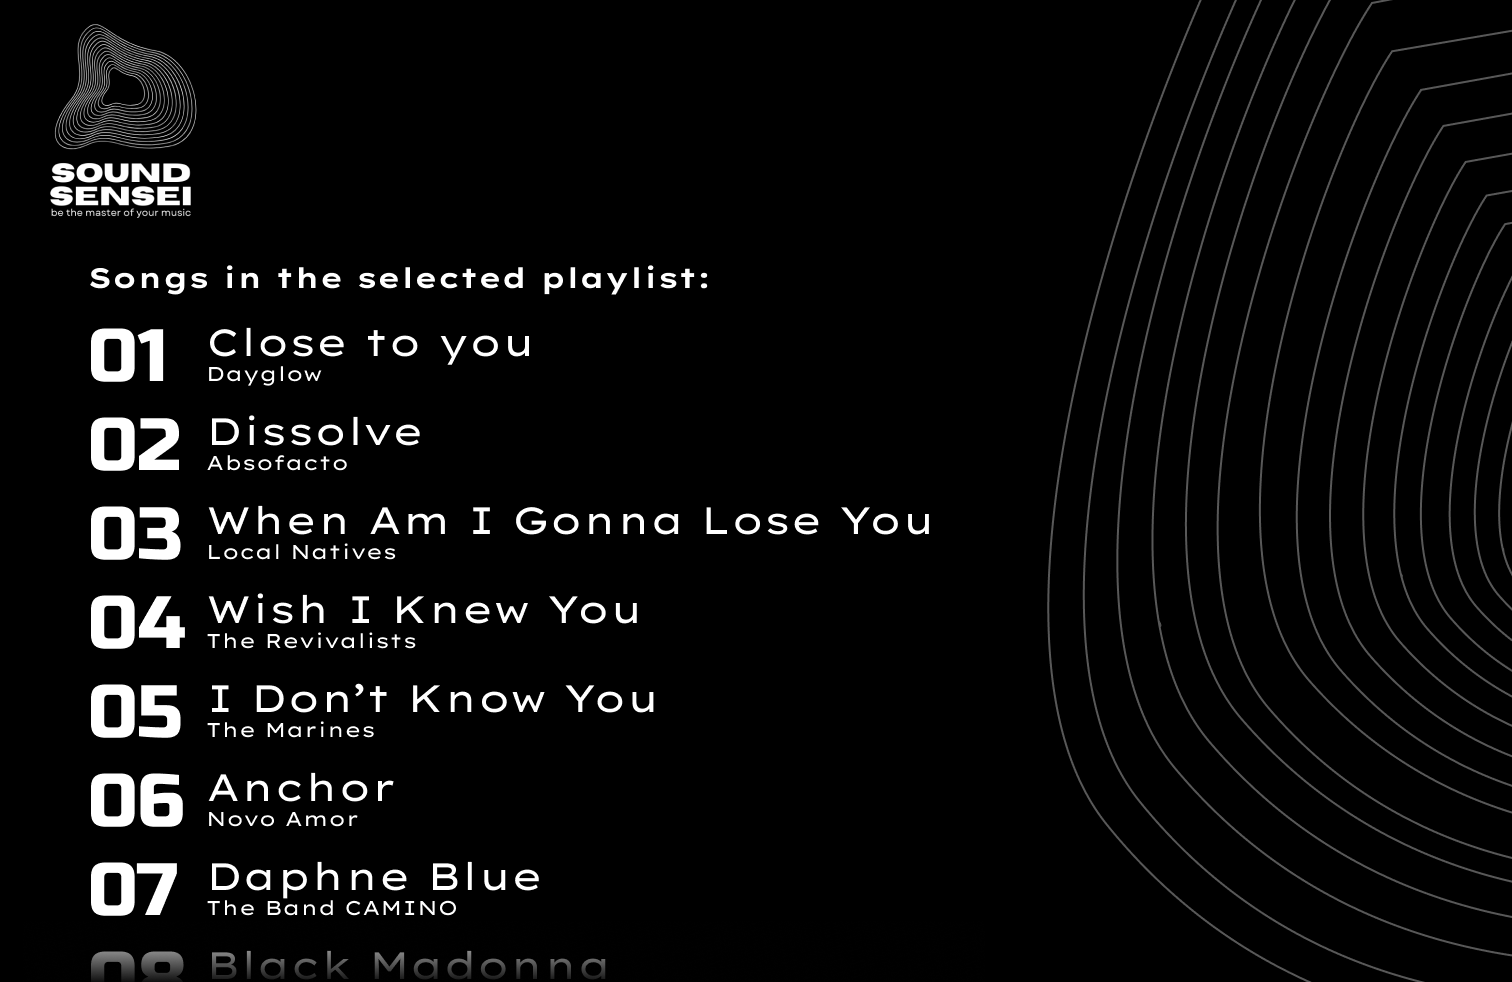 SOUND
SENSEI
be the master of your music
Songs in the selected playlist:
01
Close to you
Dayglow
02
Dissolve
Absofacto
03
When Am I Gonna Lose You
Local Natives
04
Wish I Knew You
The Revivalists
05
I Don’t Know You
The Marines
06
Anchor
Novo Amor
07
Daphne Blue
The Band CAMINO
08
Black Madonna